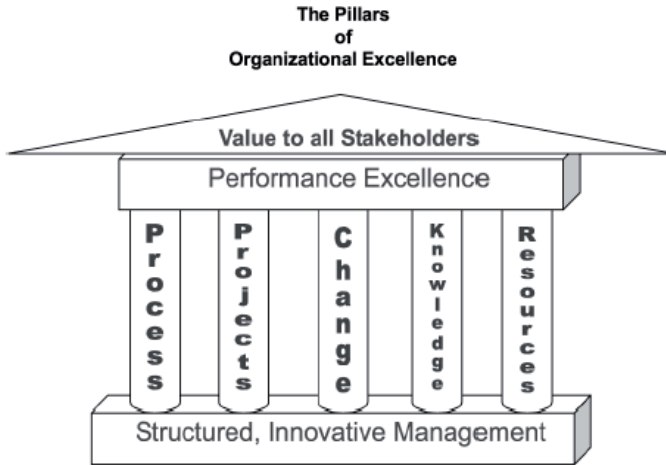 The Pillars
of
Organizational Excellence
Value to all Stakeholders
Performance Excellence
Process
Projects
Change
Knowledge
Resources
Structured, Innovative Management